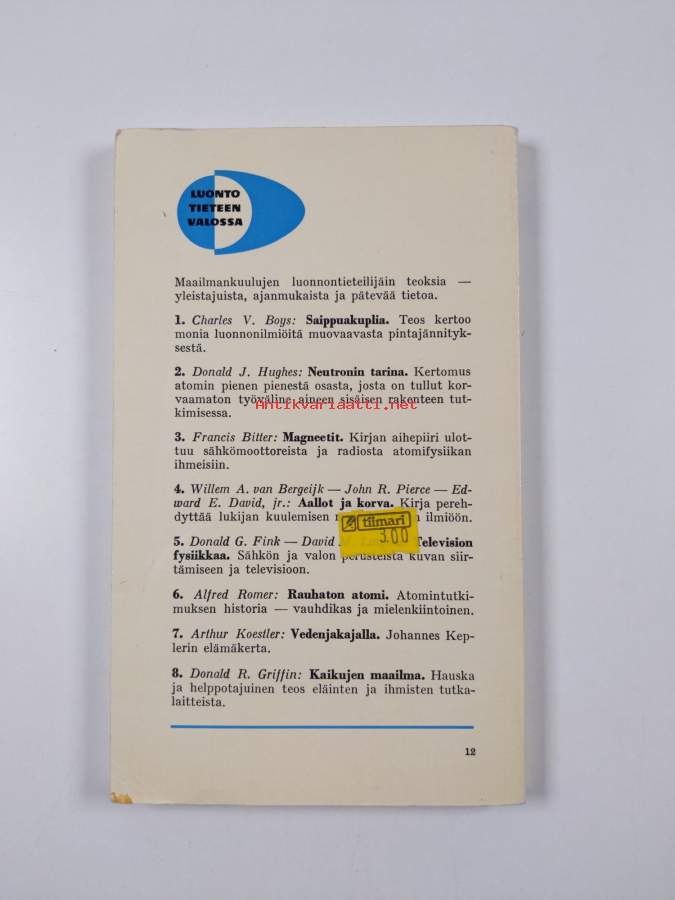 LUONTO
TIETEEN
VALOSSA
Maailmankuulujen luonnontieteilijäin teoksia —
yleistajuista, ajanmukaista ja pätevää tietoa.
1. Charles V. Boys: Saippuakuplia. Teos kertoo
monia luonnonilmiöitä muovaavasta pintajännityk-
sestä.
2. Donald J. Hughes: Neutronin tarina. Kertomus
atomin pienen pienestä osasta, josta on tullut kor-
vaamaton työväline aineen sisäisen rakenteen tut-
Antikvariaatti.net
kimisessa.
3. Francis Bitter: Magneetit. Kirjan aihepiiri ulot-
tuu sähkömoottoreista ja radiosta atomifysiikan
ihmeisiin.
4. Willem A. van Bergeijk — John R. Pierce — Ed-
ward E. David, jr.: Aallot ja korva. Kirja pereh-
dyttää lukijan kuulemisen ilmiöön.
tiimari
3.00
5. Donald G. Fink — David Television
fysiikkaa. Sähkön ja valon perusteista kuvan siir-
tämiseen ja televisioon.
6. Alfred Romer: Rauhaton atomi. Atomintutki-
muksen historia — vauhdikas ja mielenkiintoinen.
7. Arthur Koestler: Vedenjakajalla. Johannes Kep-
lerin elämäkerta.
8. Donald R. Griffin: Kaikujen maailma. Hauska
ja helppotajuinen teos eläinten ja ihmisten tutka-
laitteista.
12